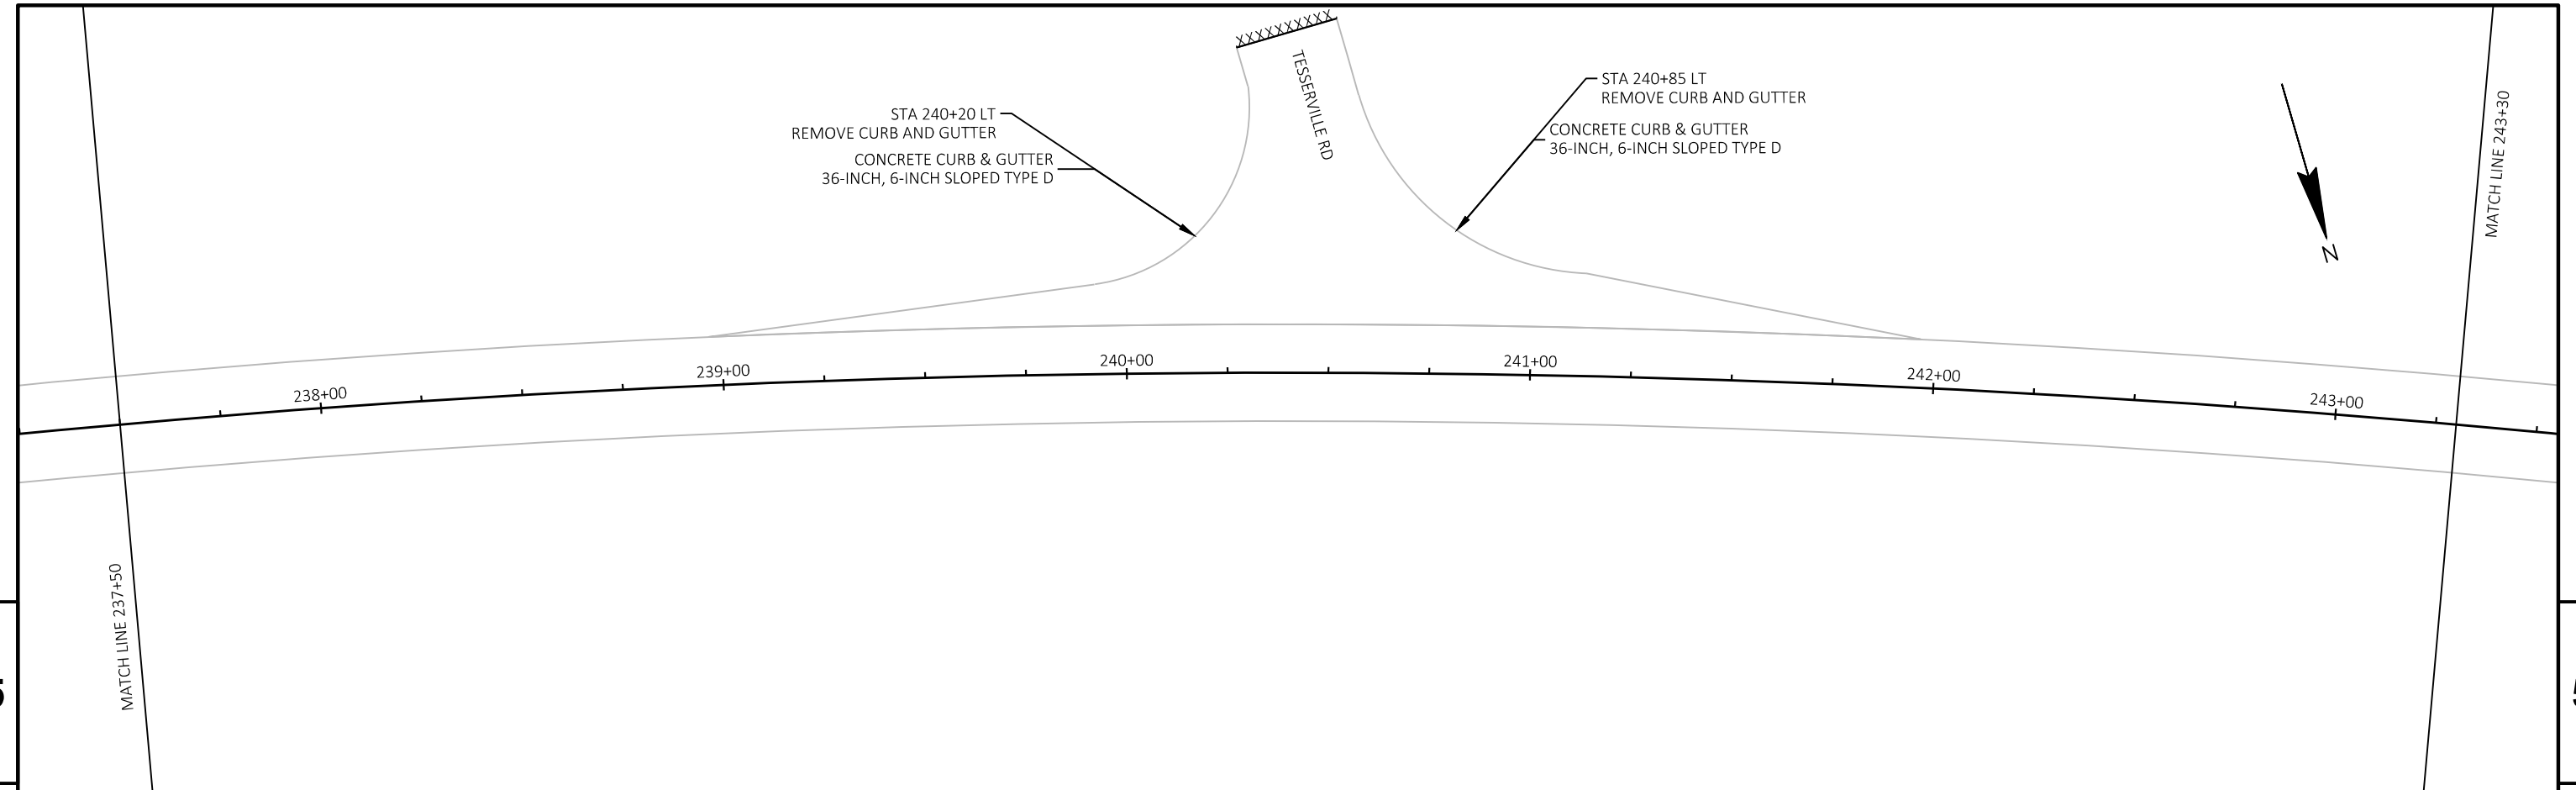 STA 240+20 LT
REMOVE CURB AND GUTTER
CONCRETE CURB & GUTTER
36-INCH, 6-INCH SLOPED TYPE D
XXXXXXXXXX
TESSERVILLE RD
STA 240+85 LT
REMOVE CURB AND GUTTER
CONCRETE CURB & GUTTER
36-INCH, 6-INCH SLOPED TYPE D
N
MATCH LINE 243+30
238+00
239+00
240+00
241+00
242+00
243+00
MATCH LINE 237+50